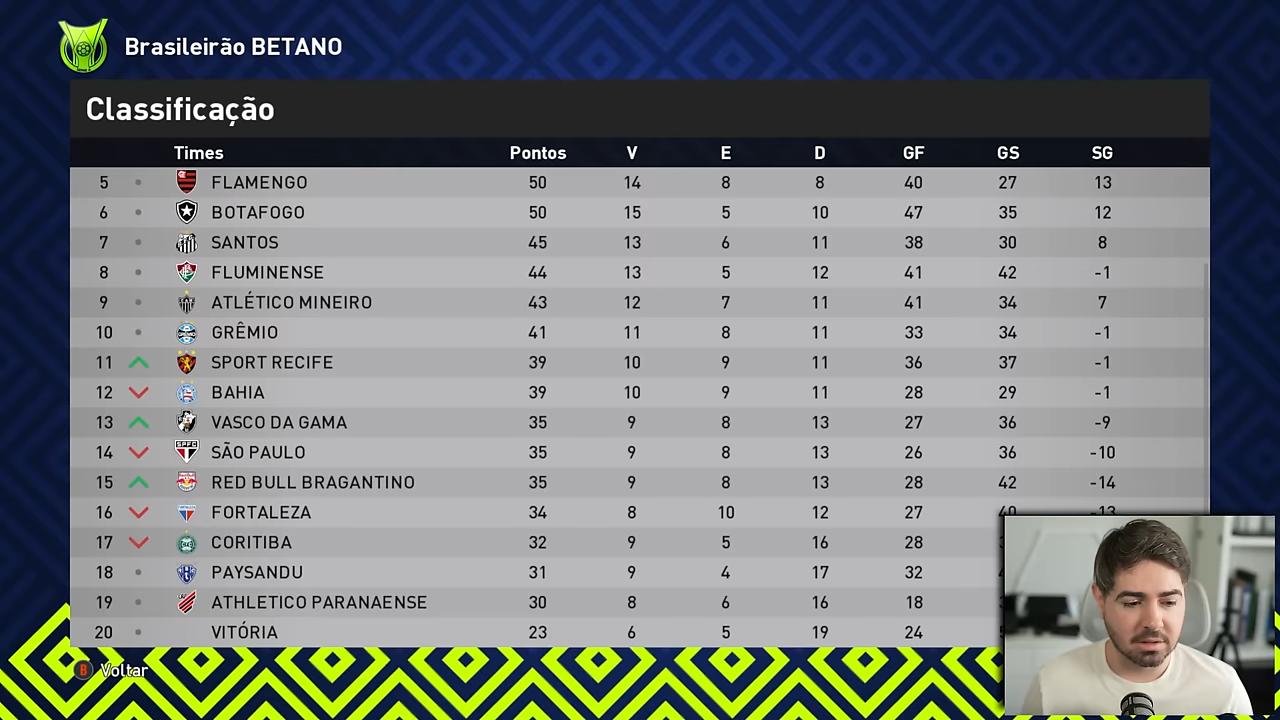 Brasileirão BETANO
Classificação
Times Pontos V E D GF GS SG
5 FLAMENGO 50 14 8 8 40 27 13
6 BOTAFOGO 50 15 5 10 47 35 12
7 SANTOS 45 13 6 11 38 30 8
8 FLUMINENSE 44 13 5 12 41 42 -1
9 ATLÉTICO MINEIRO 43 12 7 11 41 34 7
10 GRÊMIO 41 11 8 11 33 34 -1
11 SPORT RECIFE 39 10 9 11 36 37 -1
12 BAHIA 39 10 9 11 28 29 -1
13 VASCO DA GAMA 35 9 8 13 27 36 -9
14 SÃO PAULO 35 9 8 13 26 36 -10
15 RED BULL BRAGANTINO 35 9 8 13 28 42 -14
16 FORTALEZA 34 8 10 12 27 40 -13
17 CORITIBA 32 9 5 16 28
18 PAYSANDU 31 9 4 17 32
19 ATHLETICO PARANAENSE 30 8 6 16 18
20 VITÓRIA 23 6 5 19 24
B Voltar